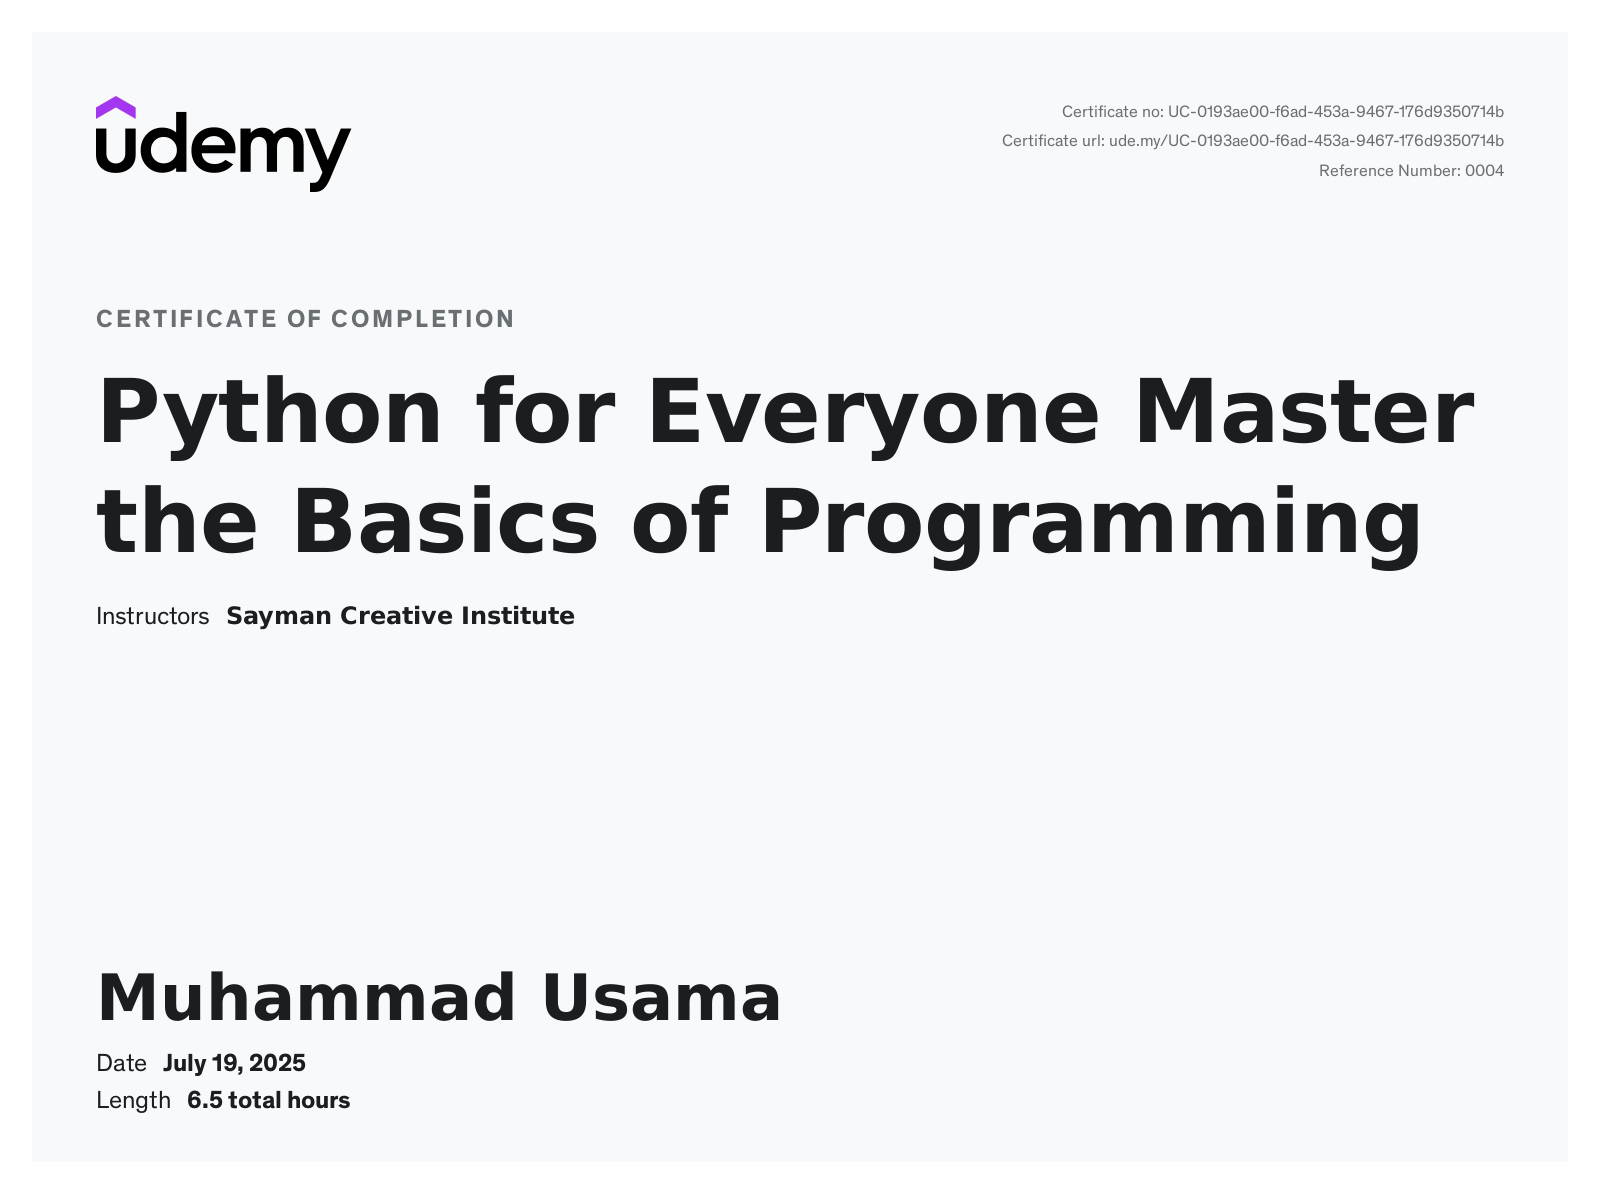 udemy
Certificate no: UC-0193ae00-f6ad-453a-9467-176d9350714b
Certificate url: ude.my/UC-0193ae00-f6ad-453a-9467-176d9350714b
Reference Number: 0004
CERTIFICATE OF COMPLETION
Python for Everyone Master
the Basics of Programming
Instructors Sayman Creative Institute
Muhammad Usama
Date July 19, 2025
Length 6.5 total hours